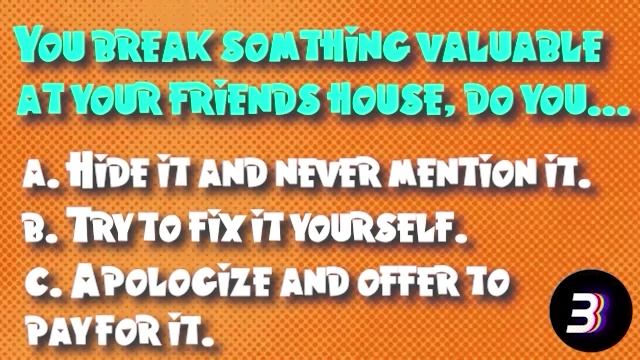 You break somthing valuable
at your friends house, do you...
A. Hide it and never mention it.
B. Try to fix it yourself.
C. Apologize and offer to
pay for it.
3